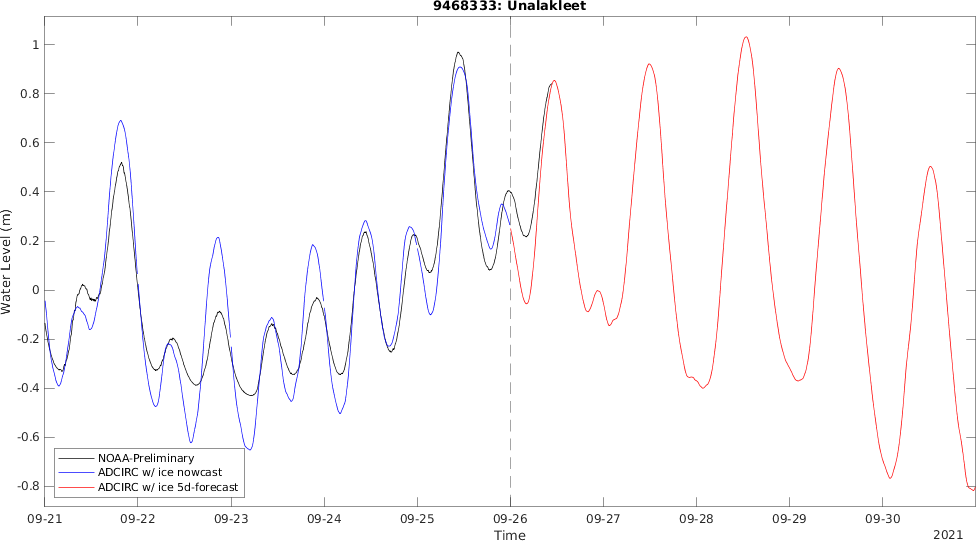 9468333: Unalakleet
Water Level (m)
1
0.8
0.6
0.4
0.2
0
-0.2
-0.4
-0.6
-0.8
NOAA-Preliminary
ADCIRC w/ ice nowcast
ADCIRC w/ ice 5d-forecast
09-21 09-22 09-23 09-24 09-25 09-26 09-27 09-28 09-29 09-30
Time
2021